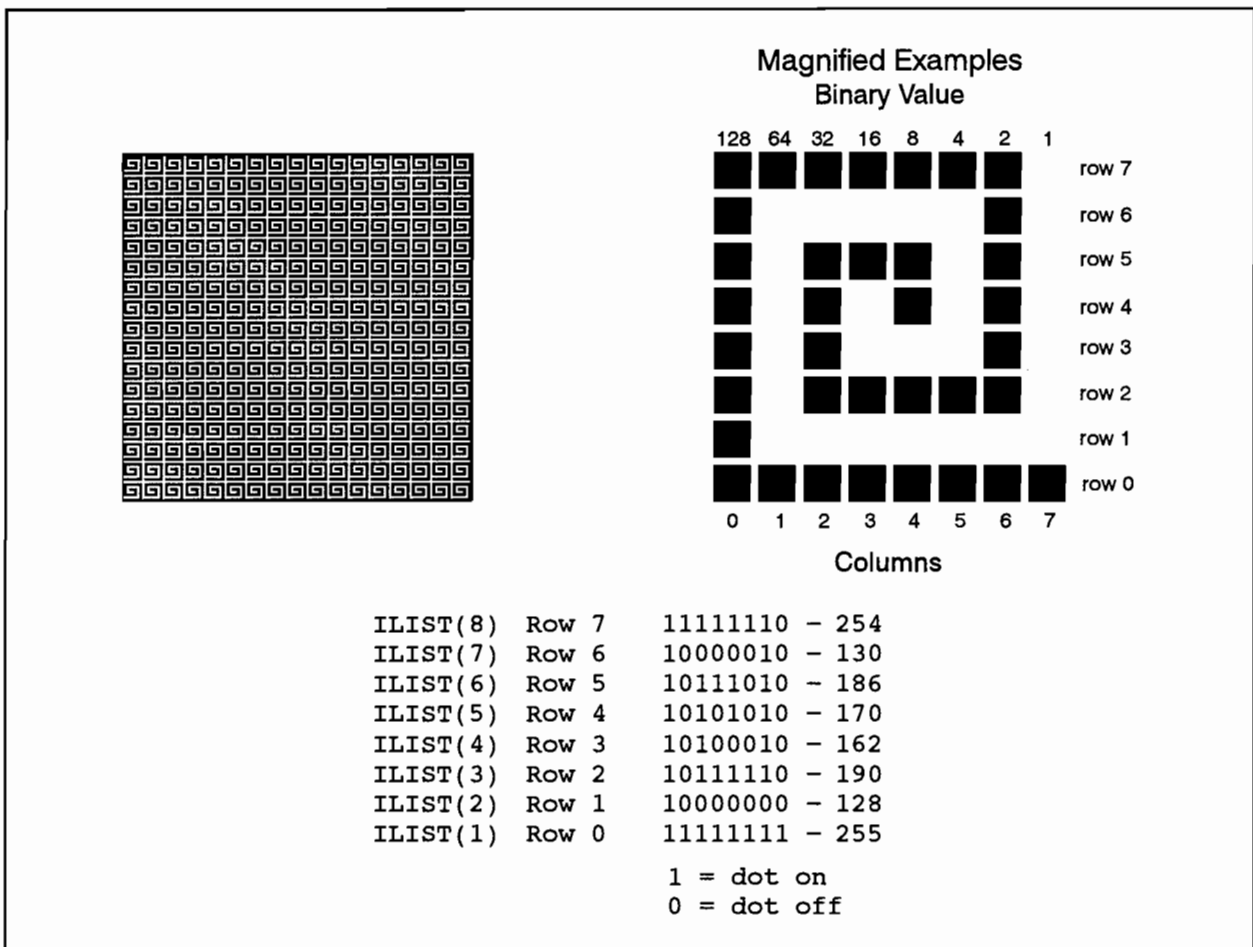 Magnified Examples
Binary Value
128 64 32 16 8 4 2 1
row 7
row 6
row 5
row 4
row 3
row 2
row 1
row 0
0 1 2 3 4 5 6 7
Columns
ILIST(8) Row 7 11111110 – 254
ILIST(7) Row 6 10000010 – 130
ILIST(6) Row 5 10111010 – 186
ILIST(5) Row 4 10101010 – 170
ILIST(4) Row 3 10100010 – 162
ILIST(3) Row 2 10111110 – 190
ILIST(2) Row 1 10000000 – 128
ILIST(1) Row 0 11111111 – 255
1 = dot on
0 = dot off